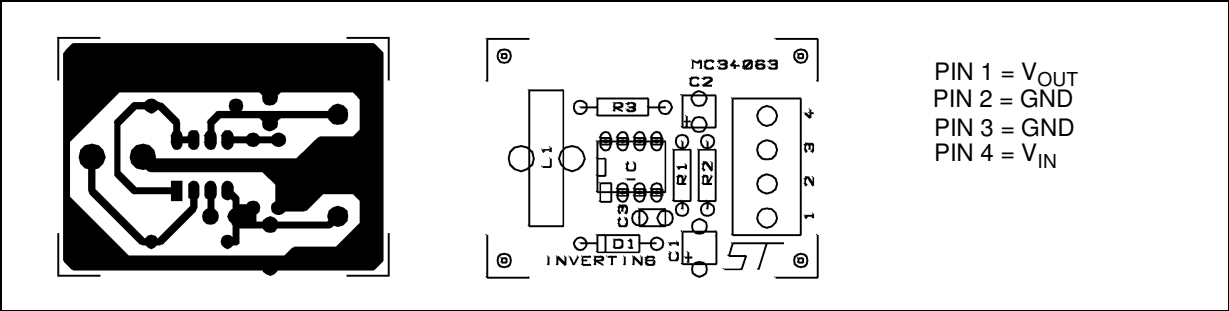 MC34063
C2
R3
+
L1
IC
R1
R2
4
3
2
1
C3
D1
C1
+
INVERTING
ST
PIN 1 = VOUT
PIN 2 = GND
PIN 3 = GND
PIN 4 = VIN